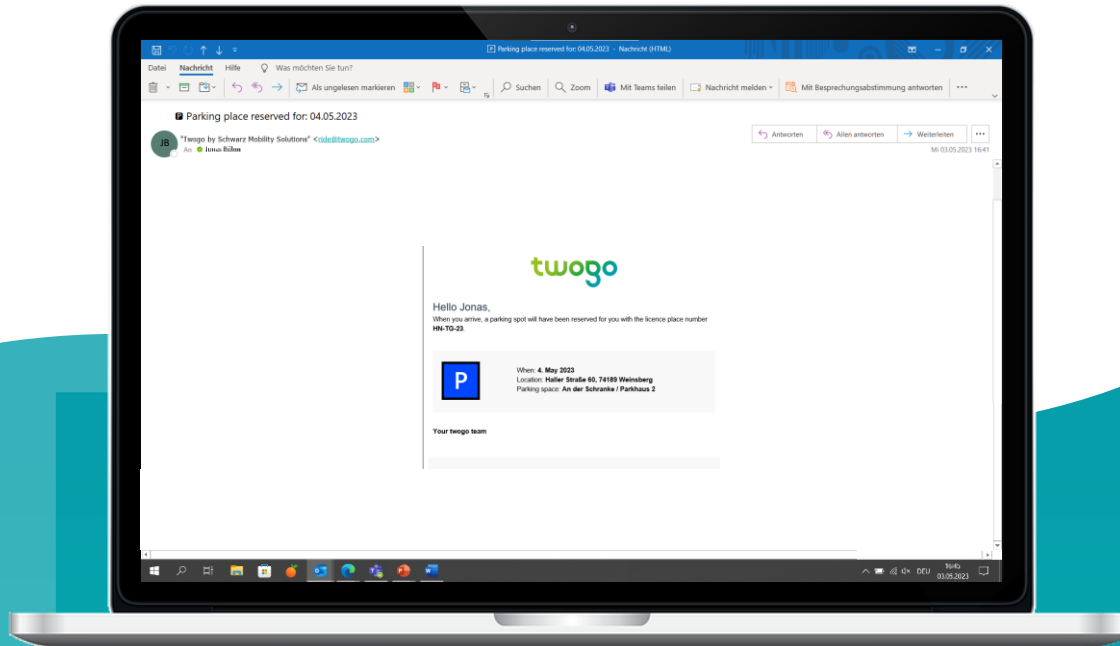 Parking place reserved for: 04.05.2023 - Nachricht (HTML)
Datei Nachricht Hilfe Was möchten Sie tun?
Als ungelesen markieren Suchen Zoom Mit Teams teilen Nachricht melden Mit Besprechungsabstimmung antworten
Parking place reserved for: 04.05.2023
JB
"Twogo by Schwarz Mobility Solutions" <ride@twogo.com>
An Jonas Böhm
Antworten Allen antworten Weiterleiten
Mi 03.05.2023 16:41
twogo
Hello Jonas,
When you arrive, a parking spot will have been reserved for you with the licence place number
HN-TG-23.
P
When: 4. May 2023
Location: Haller Straße 60, 74189 Weinsberg
Parking space: An der Schranke / Parkhaus 2
Your twogo team
DEU
03.05.2023